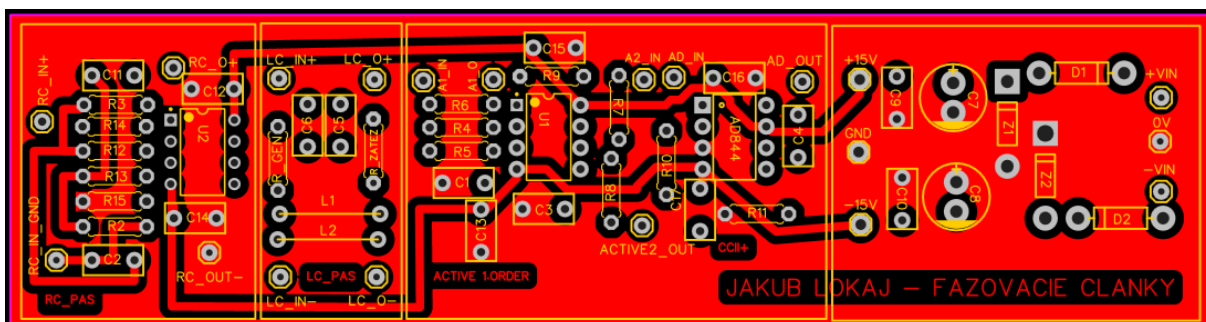 RC_IN+
C11
R3
R14
R12
R13
R15
R2
C2
RC_IN_GND
RC_PAS
RC_O+
C12
U2
C14
RC_OUT-
LC_IN+
LC_O+
C6
C5
R_GEN
R_ZATEZ
L1
L2
LC_PAS
LC_IN-
LC_O-
A1_IN
A1_O
R6
R4
R5
C1
C13
ACTIVE 1.ORDER
C15
R9
U1
C3
R7
R8
A2_IN
AD_IN
ACTIVE2_OUT
R10
C17
C16
AD844
AD_OUT
C4
R11
CCII+
+15V
GND
-15V
C9
C10
C7
C8
Z1
Z2
D1
D2
+VIN
0V
-VIN
JAKUB LOKAJ - FAZOVACIE CLANKY